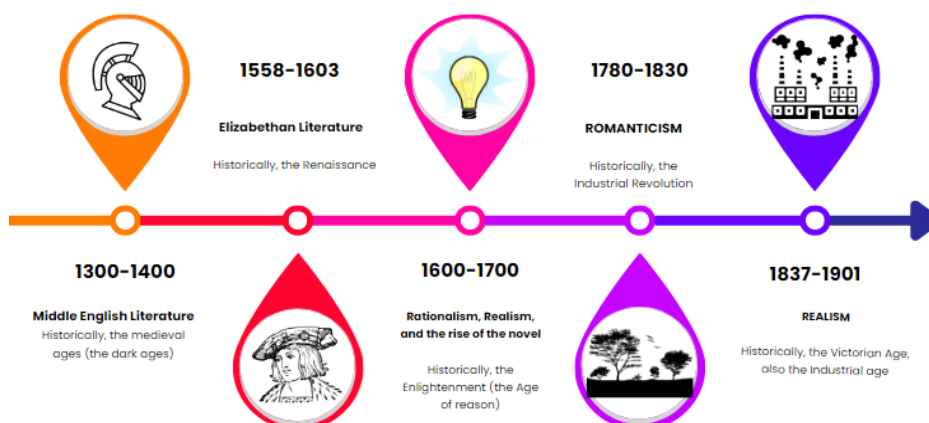 1300-1400
Middle English Literature
Historically, the medieval
ages (the dark ages)
1558-1603
Elizabethan Literature
Historically, the Renaissance
1600-1700
Rationalism, Realism,
and the rise of the novel
Historically, the
Enlightenment (the Age
of reason)
1780-1830
ROMANTICISM
Historically, the
Industrial Revolution
1837-1901
REALISM
Historically, the Victorian Age,
also the Industrial age